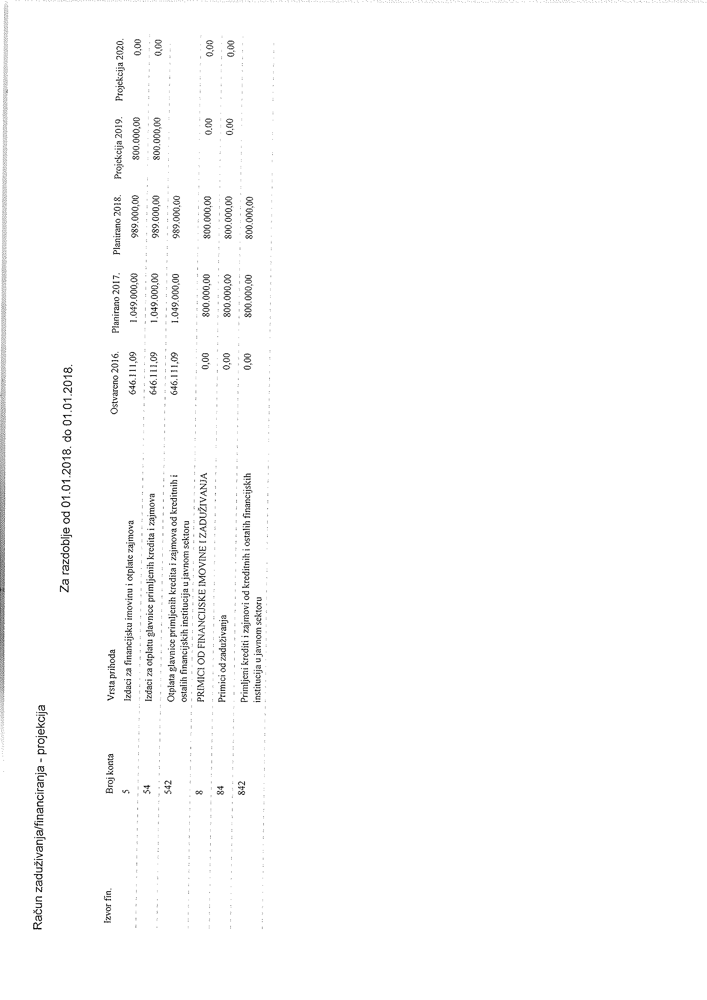 Račun zaduživanja/financiranja - projekcija
Za razdoblje od 01.01.2018. do 01.01.2018.
Izvor fin. Broj konta Vrsta prihoda Ostvareno 2016. Planirano 2017. Planirano 2018. Projekcija 2019. Projekcija 2020.
5 Izdaci za financijsku imovinu i otplate zajmova 646.111,09 1.049.000,00 989.000,00 800.000,00 0,00
54 Izdaci za otplatu glavnice primljenih kredita i zajmova 646.111,09 1.049.000,00 989.000,00 800.000,00 0,00
542 Otplata glavnice primljenih kredita i zajmova od kreditnih i 646.111,09 1.049.000,00 989.000,00
ostalih financijskih institucija u javnom sektoru
8 PRIMICI OD FINANCIJSKE IMOVINE I ZADUŽIVANJA 0,00 800.000,00 800.000,00 0,00 0,00
84 Primici od zaduživanja 0,00 800.000,00 800.000,00 0,00 0,00
842 Primljeni krediti i zajmovi od kreditnih i ostalih financijskih 0,00 800.000,00 800.000,00
institucija u javnom sektoru